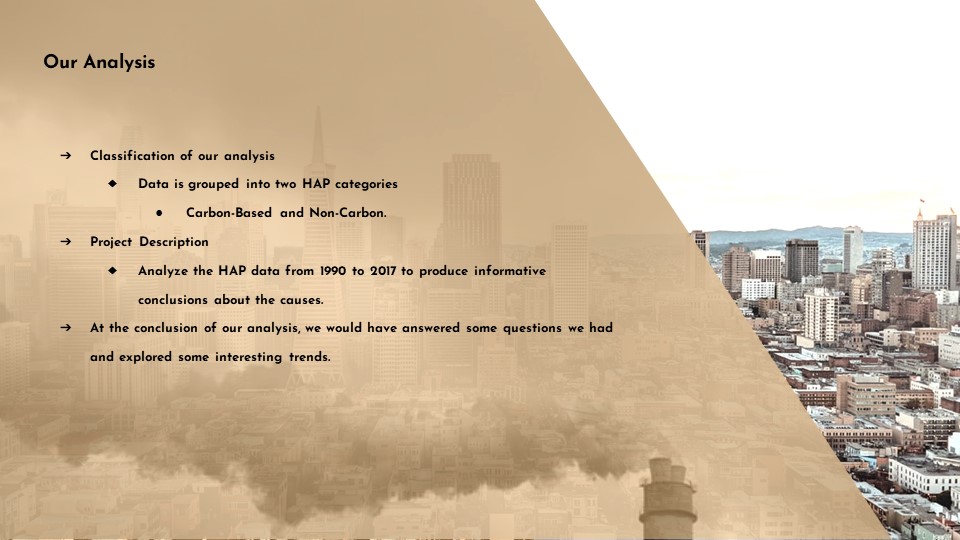 Our Analysis
➔ Classification of our analysis
◆ Data is grouped into two HAP categories
● Carbon-Based and Non-Carbon.
➔ Project Description
◆ Analyze the HAP data from 1990 to 2017 to produce informative
conclusions about the causes.
➔ At the conclusion of our analysis, we would have answered some questions we had
and explored some interesting trends.